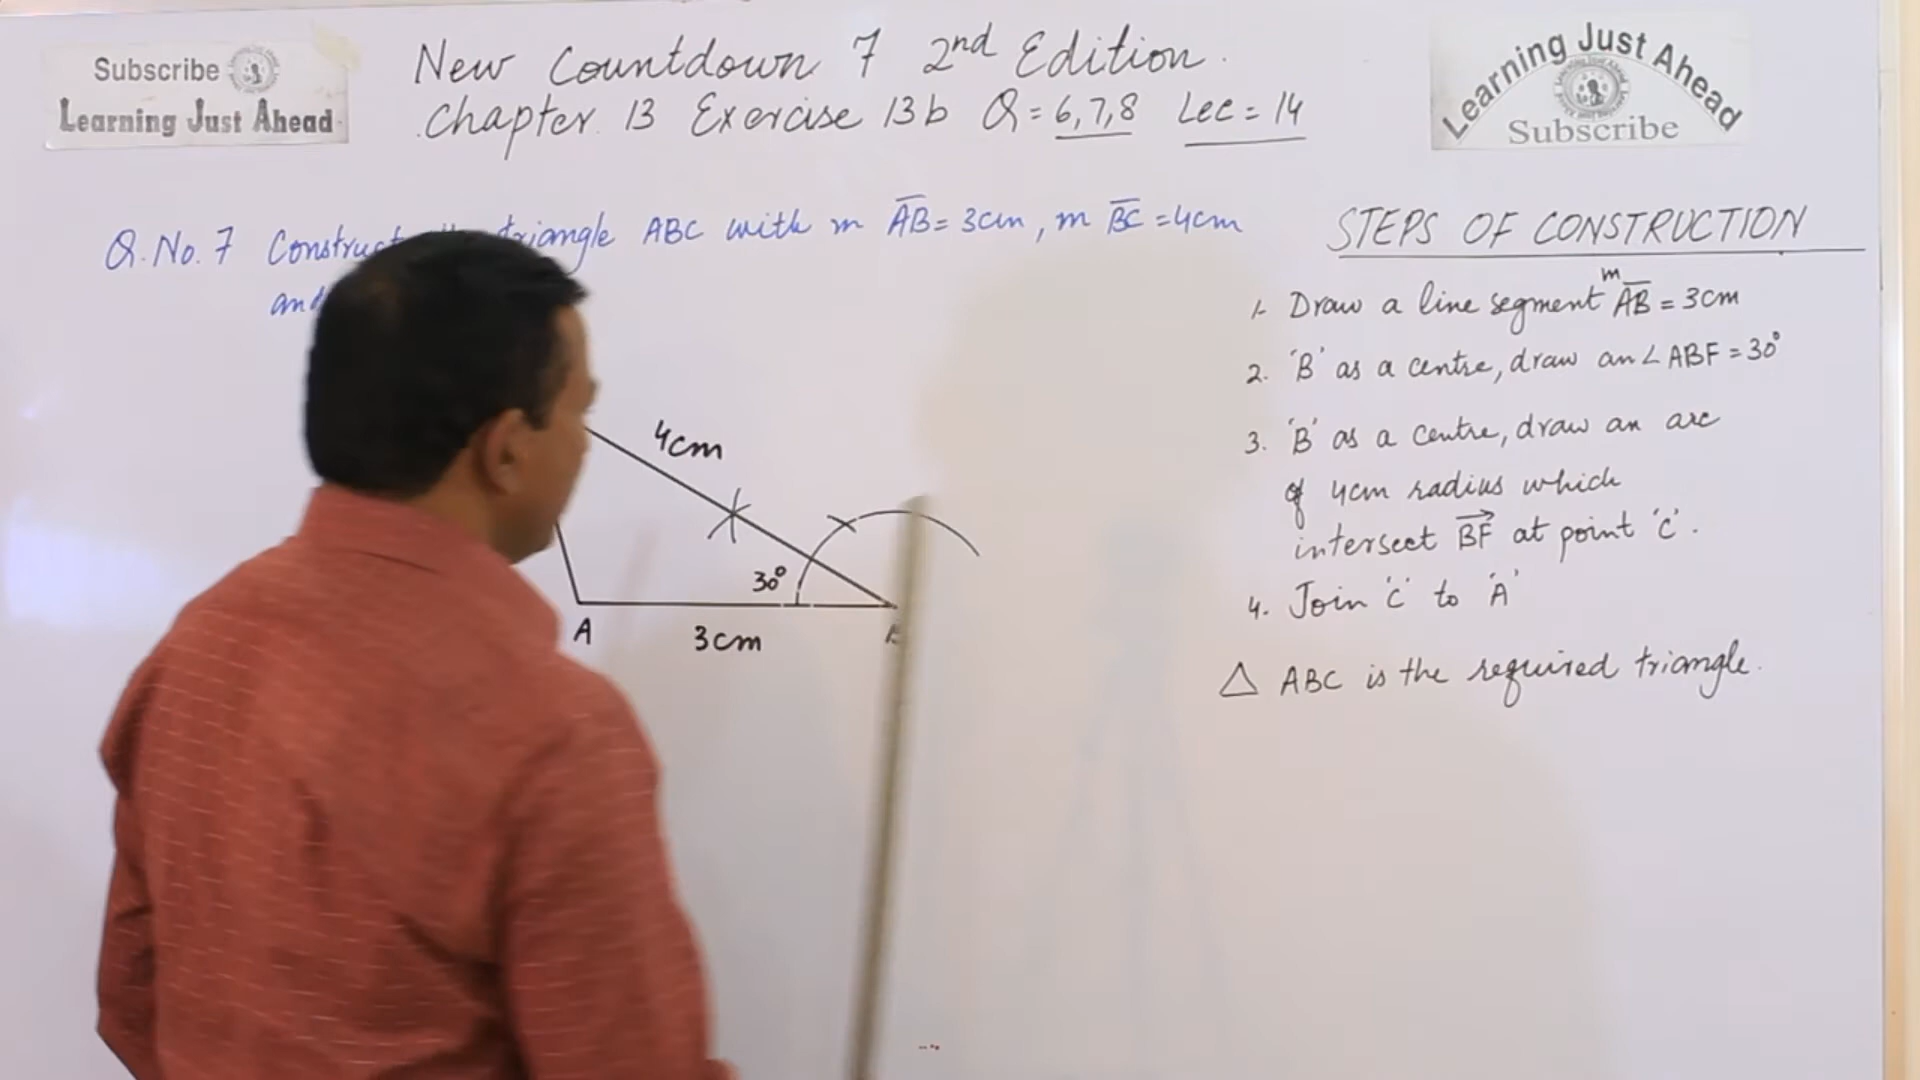 Subscribe
Learning Just Ahead
New Countdown 7 2nd Edition.
Chapter 13 Exercise 13b Q = 6,7,8 Lec = 14
Learning Just Ahead
Subscribe
Q.No.7 Construct triangle ABC with m AB = 3cm, m BC = 4cm
and
STEPS OF CONSTRUCTION
1- Draw a line segment m AB = 3cm
2. 'B' as a centre, draw an ∠ABF = 30°
3. 'B' as a centre, draw an arc
of 4cm radius which
intersect BF at point 'C'.
4. Join 'C' to 'A'
△ ABC is the required triangle.
4cm
30°
A
3cm